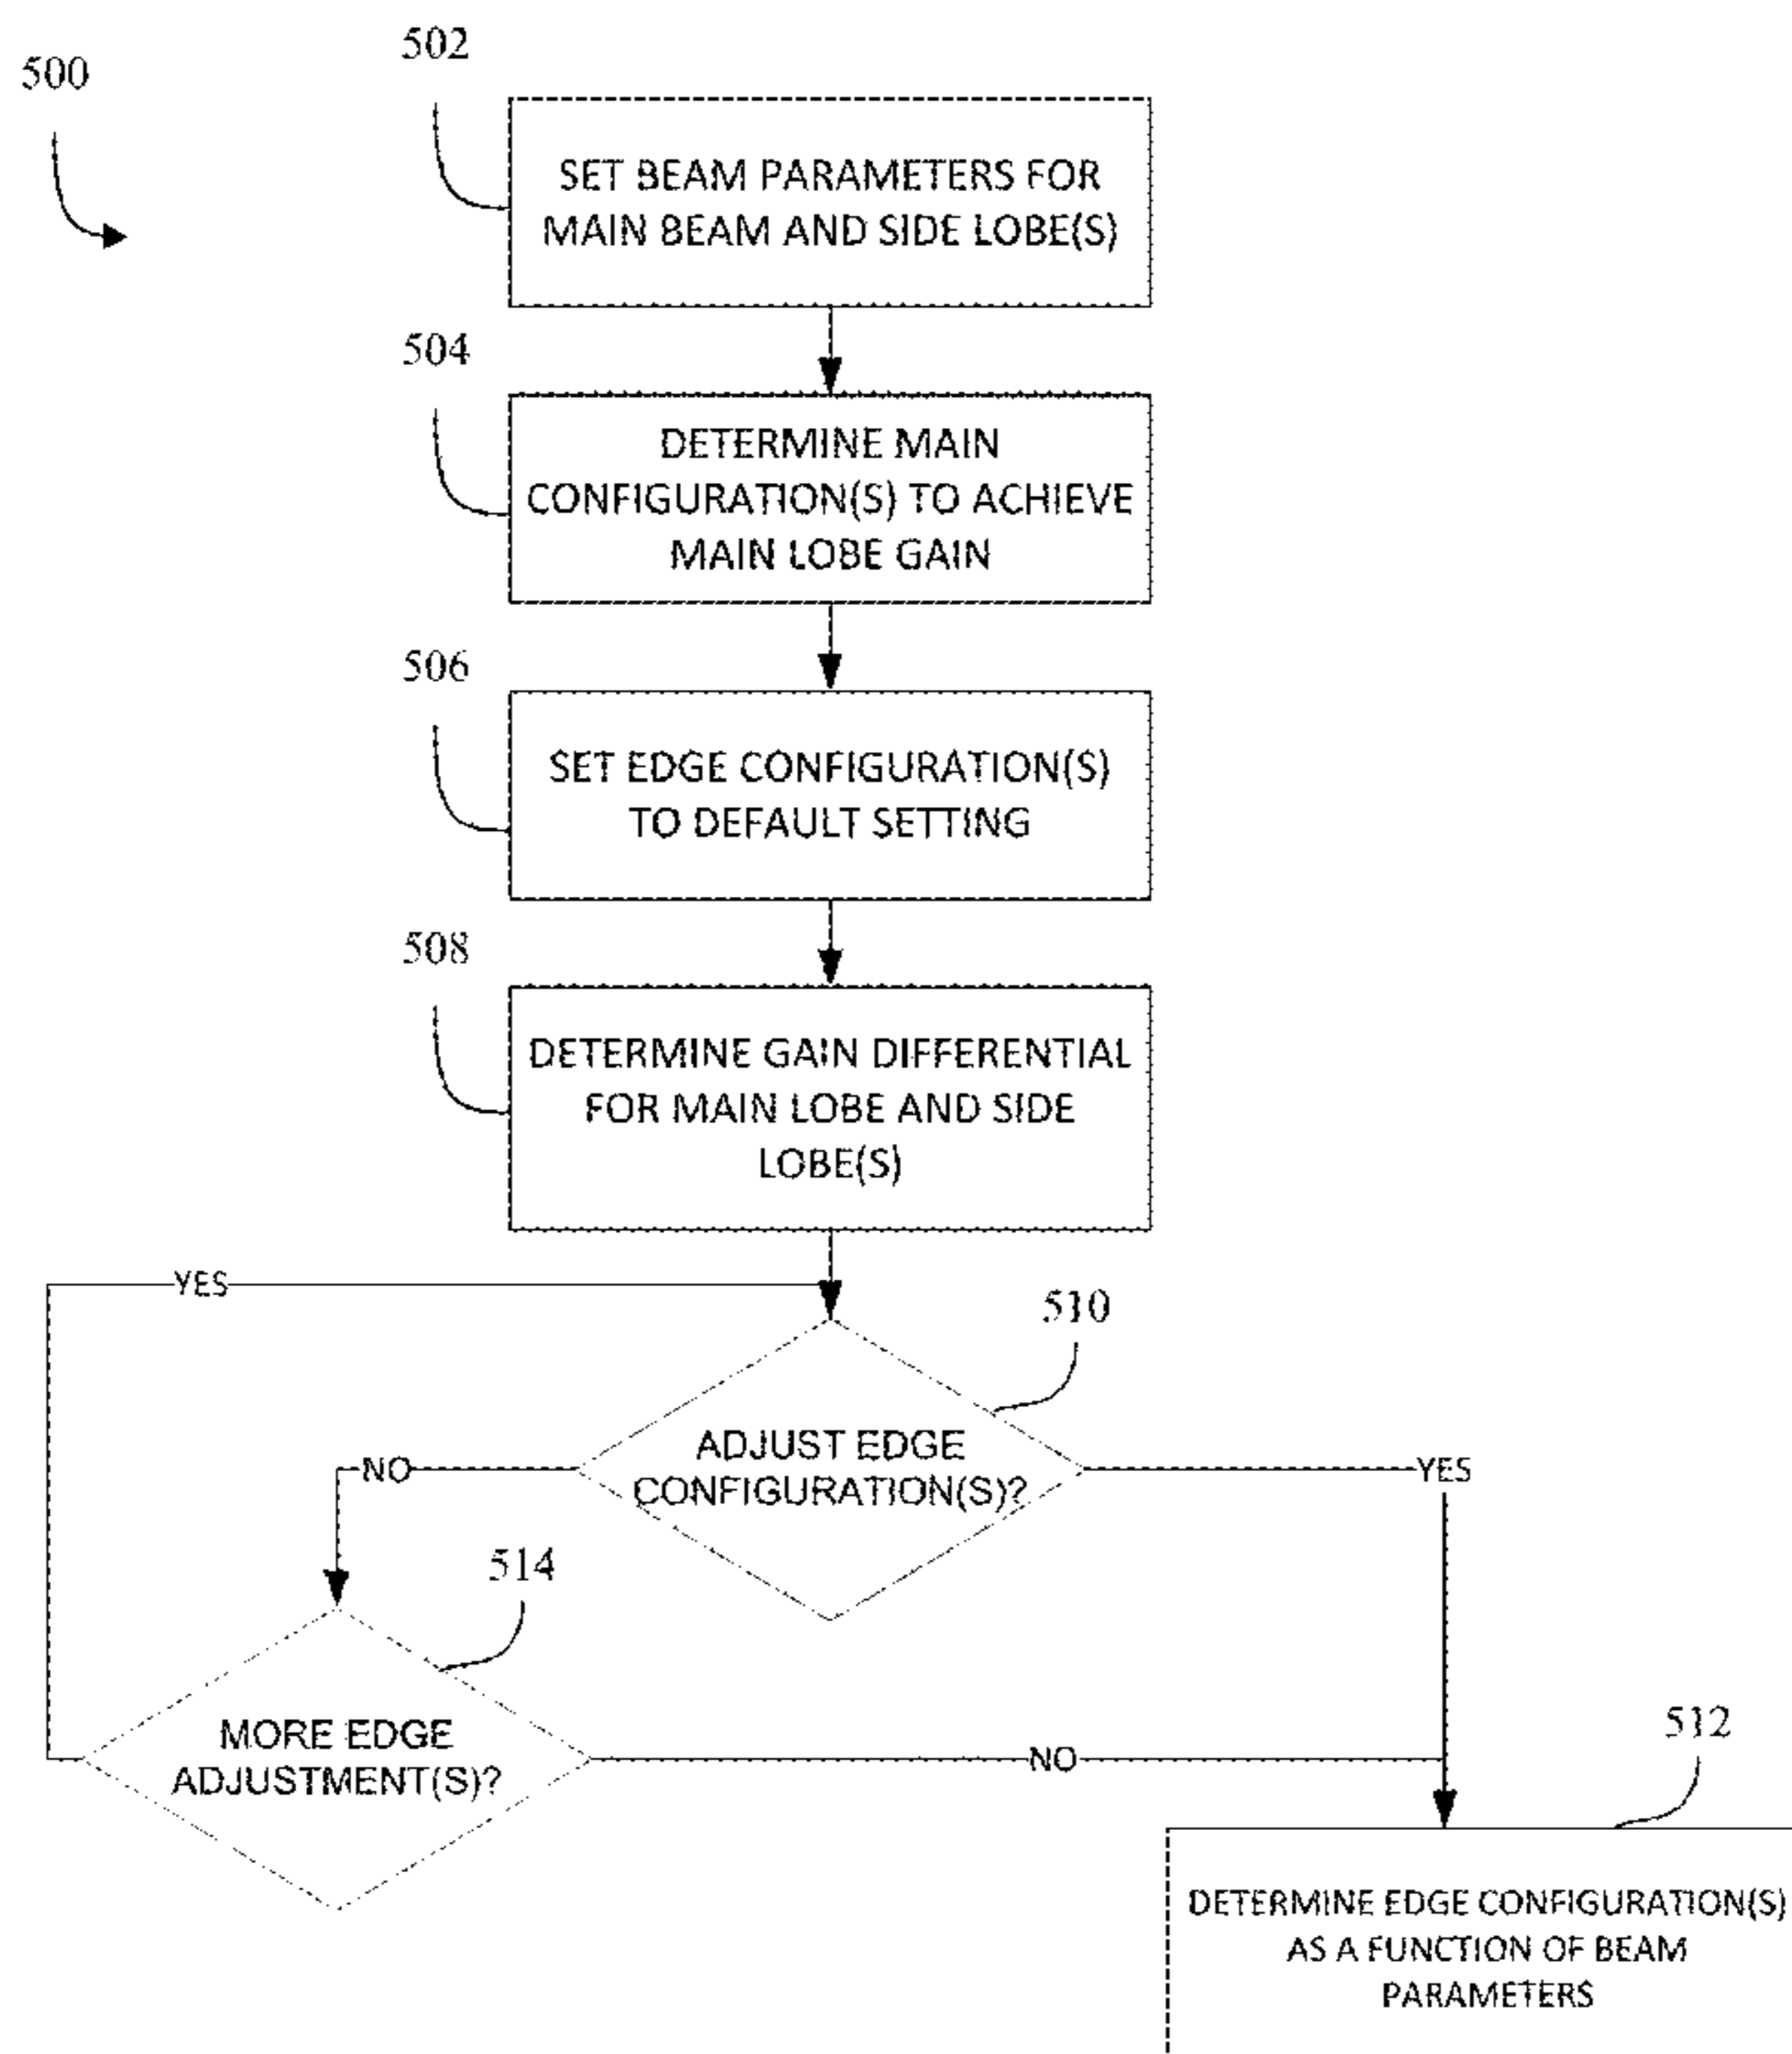 500
502
SET BEAM PARAMETERS FOR
MAIN BEAM AND SIDE LOBE(S)
504
DETERMINE MAIN
CONFIGURATION(S) TO ACHIEVE
MAIN LOBE GAIN
506
SET EDGE CONFIGURATION(S)
TO DEFAULT SETTING
508
DETERMINE GAIN DIFFERENTIAL
FOR MAIN LOBE AND SIDE
LOBE(S)
YES
510
ADJUST EDGE
CONFIGURATION(S)?
NO
YES
514
MORE EDGE
ADJUSTMENT(S)?
NO
512
DETERMINE EDGE CONFIGURATION(S)
AS A FUNCTION OF BEAM
PARAMETERS